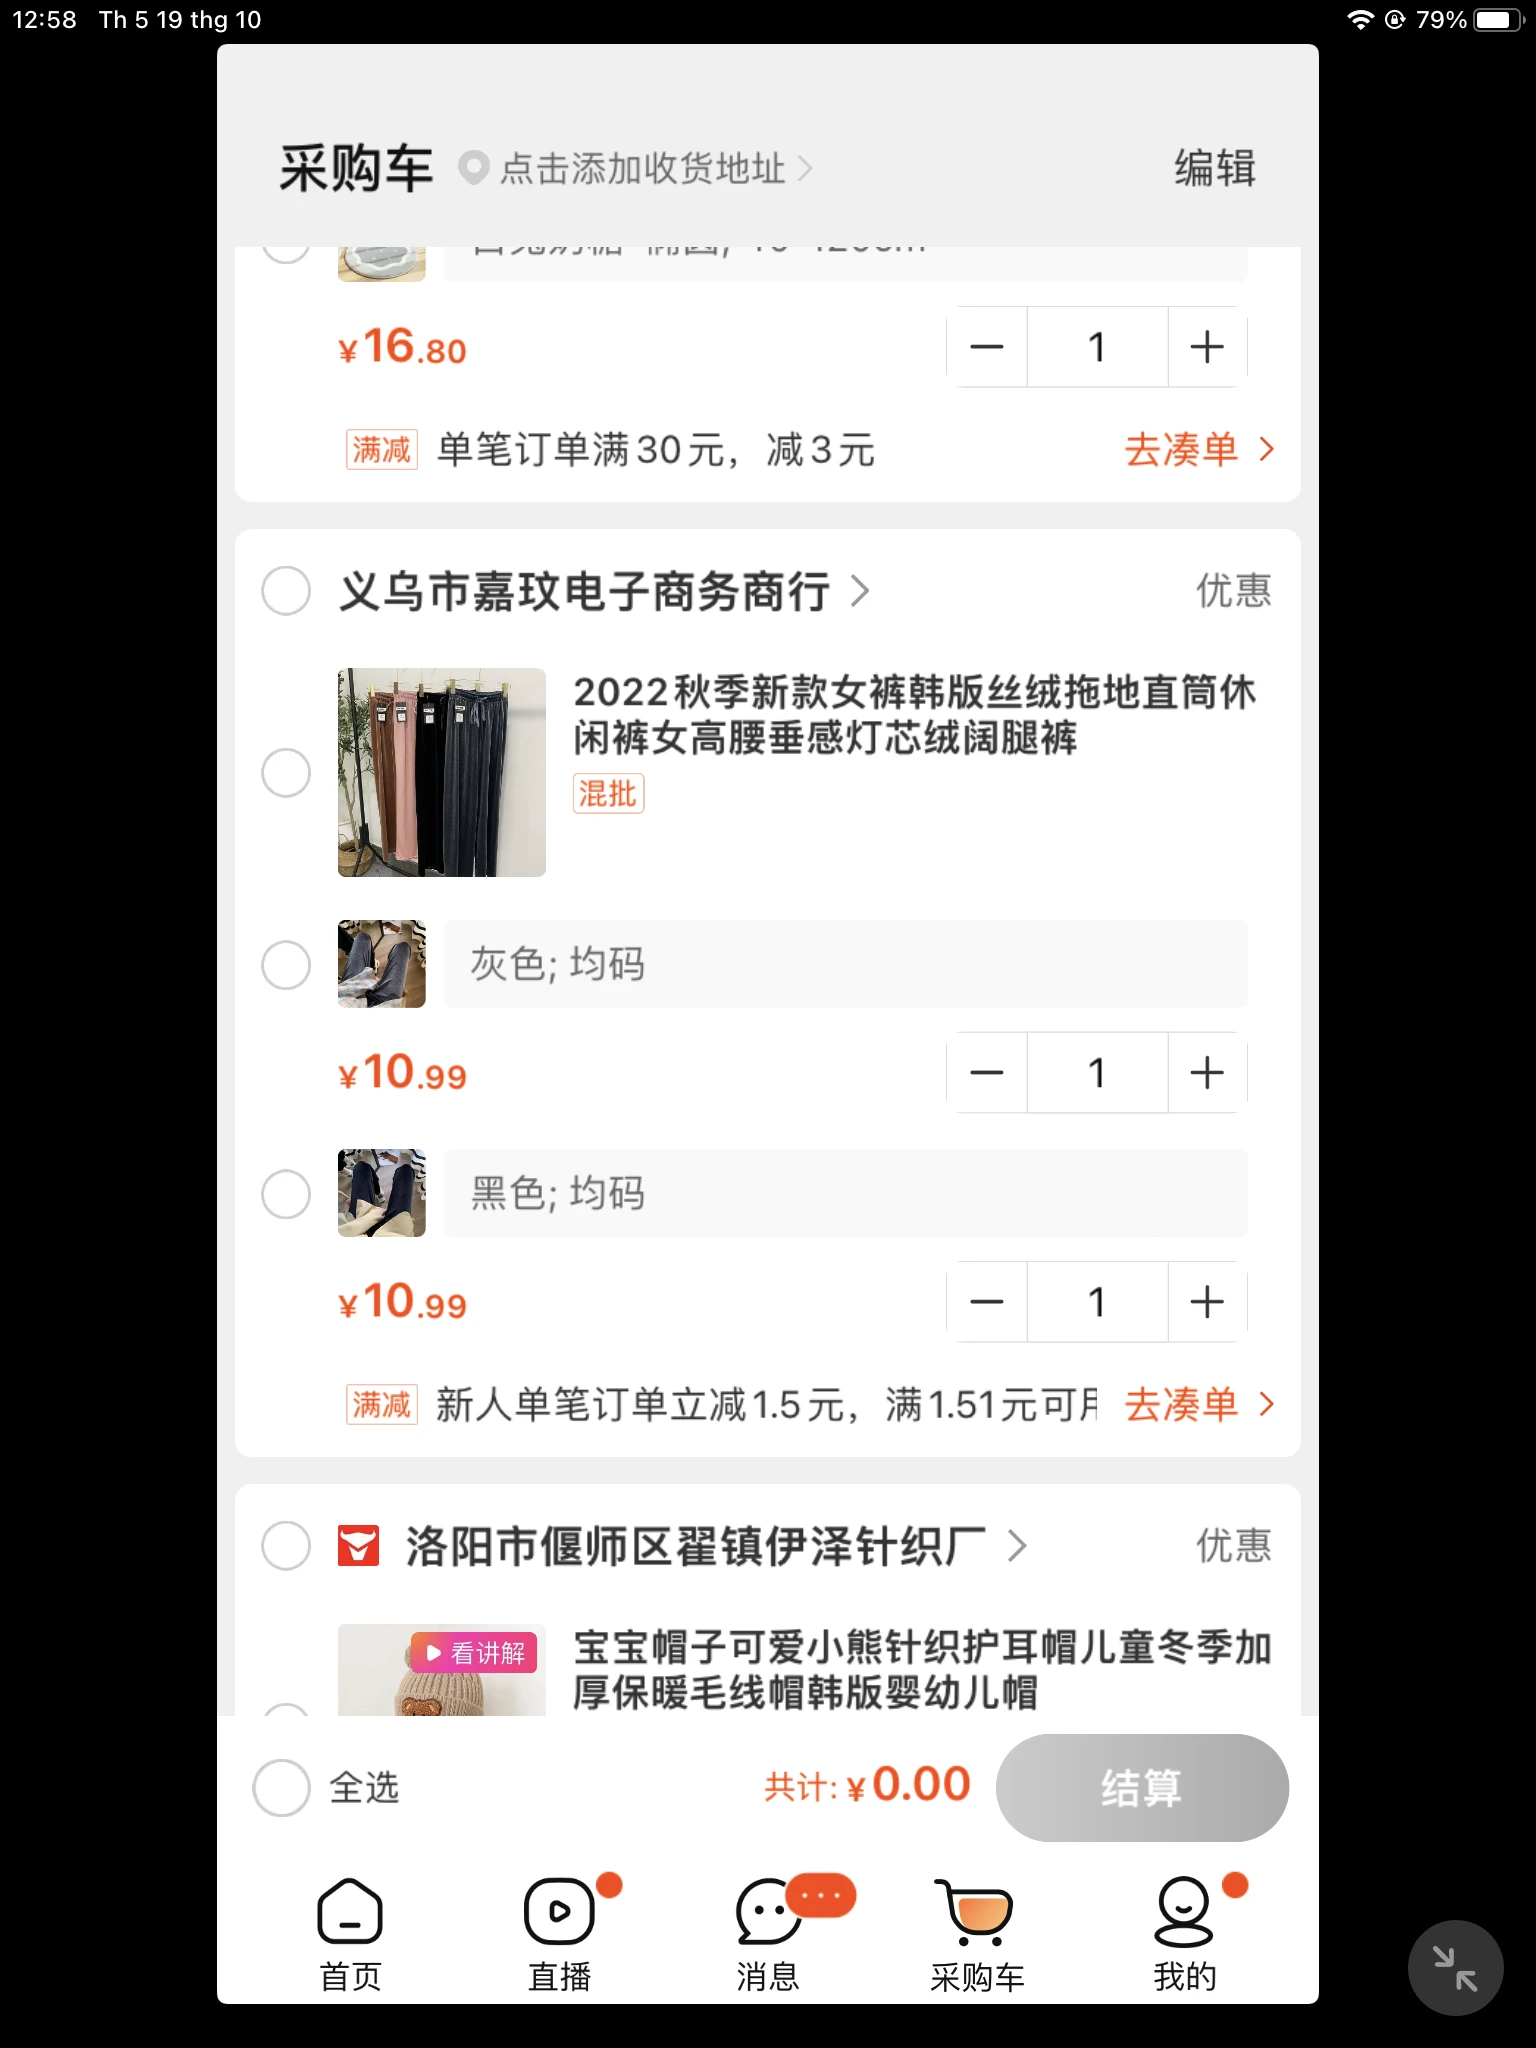 12:58 Th 5 19 thg 10
79%
采购车 点击添加收货地址
编辑
¥16.80
1
满减 单笔订单满30元，减3元 去凑单
义乌市嘉玟电子商务商行
优惠
2022秋季新款女裤韩版丝绒拖地直筒休
闲裤女高腰垂感灯芯绒阔腿裤
混批
灰色; 均码
¥10.99
1
黑色; 均码
¥10.99
1
满减 新人单笔订单立减1.5元，满1.51元可用 去凑单
洛阳市偃师区翟镇伊泽针织厂
优惠
看讲解
宝宝帽子可爱小熊针织护耳帽儿童冬季加
厚保暖毛线帽韩版婴幼儿帽
全选
共计: ¥0.00
结算
首页
直播
消息
采购车
我的